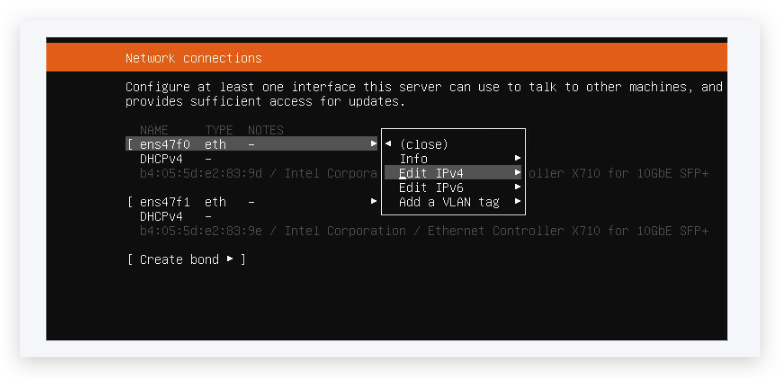 Network connections
Configure at least one interface this server can use to talk to other machines, and
provides sufficient access for updates.
NAME TYPE NOTES
[ ens47f0 eth - ▸ ◂ (close)
DHCPv4 - Info ▸
b4:05:5d:e2:83:9d / Intel Corpora Edit IPv4 ▸ oller X710 for 10GbE SFP+
Edit IPv6 ▸
[ ens47f1 eth - ▸ Add a VLAN tag ▸
DHCPv4 -
b4:05:5d:e2:83:9e / Intel Corporation / Ethernet Controller X710 for 10GbE SFP+
[ Create bond ▸ ]